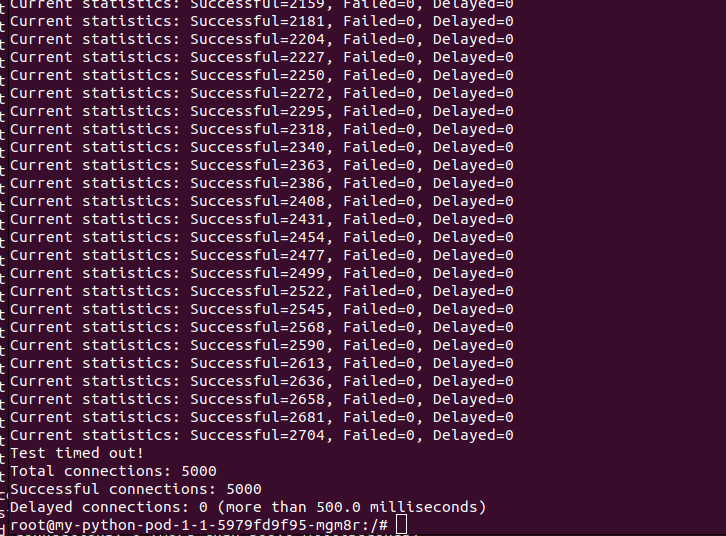 Current statistics: Successful=2159, Failed=0, Delayed=0
Current statistics: Successful=2181, Failed=0, Delayed=0
Current statistics: Successful=2204, Failed=0, Delayed=0
Current statistics: Successful=2227, Failed=0, Delayed=0
Current statistics: Successful=2250, Failed=0, Delayed=0
Current statistics: Successful=2272, Failed=0, Delayed=0
Current statistics: Successful=2295, Failed=0, Delayed=0
Current statistics: Successful=2318, Failed=0, Delayed=0
Current statistics: Successful=2340, Failed=0, Delayed=0
Current statistics: Successful=2363, Failed=0, Delayed=0
Current statistics: Successful=2386, Failed=0, Delayed=0
Current statistics: Successful=2408, Failed=0, Delayed=0
Current statistics: Successful=2431, Failed=0, Delayed=0
Current statistics: Successful=2454, Failed=0, Delayed=0
Current statistics: Successful=2477, Failed=0, Delayed=0
Current statistics: Successful=2499, Failed=0, Delayed=0
Current statistics: Successful=2522, Failed=0, Delayed=0
Current statistics: Successful=2545, Failed=0, Delayed=0
Current statistics: Successful=2568, Failed=0, Delayed=0
Current statistics: Successful=2590, Failed=0, Delayed=0
Current statistics: Successful=2613, Failed=0, Delayed=0
Current statistics: Successful=2636, Failed=0, Delayed=0
Current statistics: Successful=2658, Failed=0, Delayed=0
Current statistics: Successful=2681, Failed=0, Delayed=0
Current statistics: Successful=2704, Failed=0, Delayed=0
Test timed out!
Total connections: 5000
Successful connections: 5000
Delayed connections: 0 (more than 500.0 milliseconds)
root@my-python-pod-1-1-5979fd9f95-mgm8r:/#